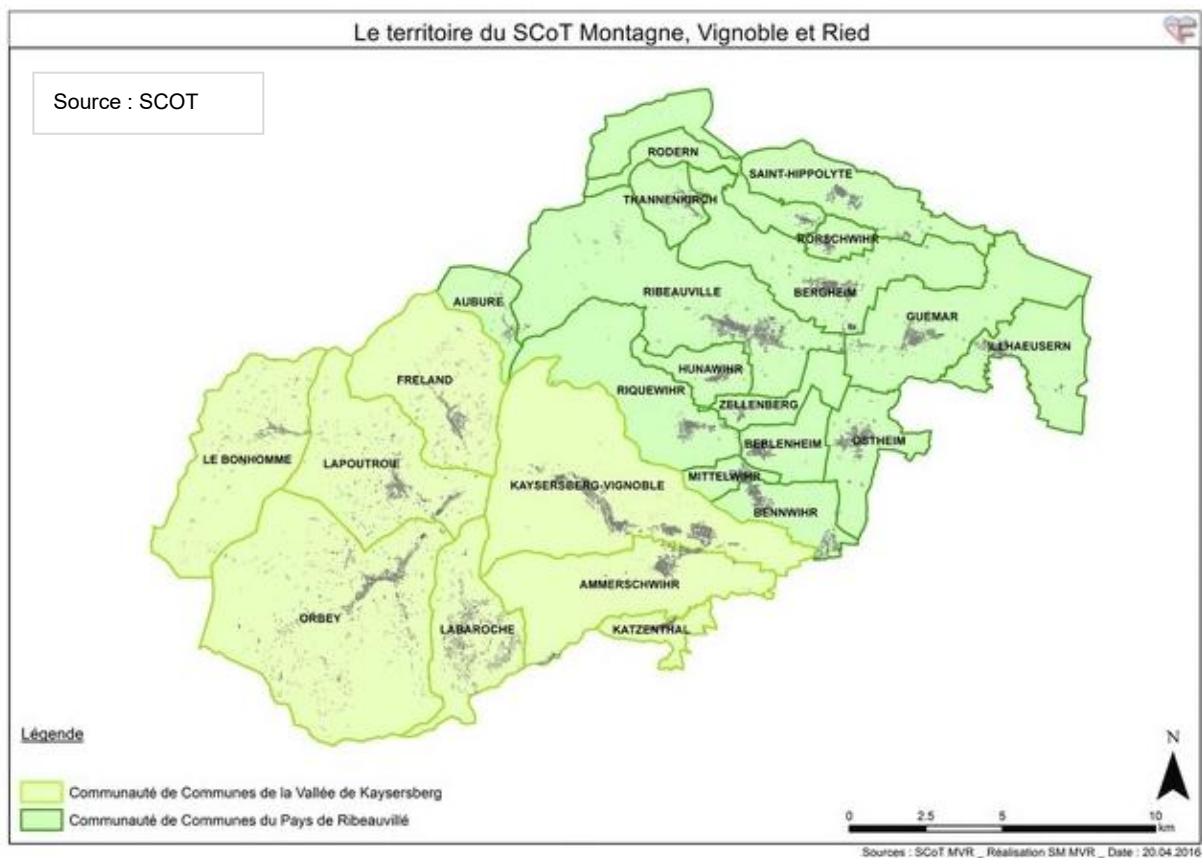 Le territoire du SCoT Montagne, Vignoble et Ried
Source : SCOT
RODERN
SAINT-HIPPOLYTE
THANNENKIRCH
RORSCHWIHR
RIBEAUVILLE
BERGHEIM
AUBURE
GUEMAR
ILLHAEUSERN
HUNAWIHR
FRELAND
RIQUEWIHR
ZELLENBERG
BEBLENHEIM
OSTHEIM
LE BONHOMME
LAPOUTROIE
MITTELWIHR
KAYSERSBERG-VIGNOBLE
BENNWIHR
AMMERSCHWIHR
ORBEY
LABAROCHE
KATZENTHAL
Légende
N
Communauté de Communes de la Vallée de Kaysersberg
Communauté de Communes du Pays de Ribeauvillé
0 2.5 5 10
km
Sources : SCoT MVR _ Réalisation SM MVR _ Date : 20.04.2016